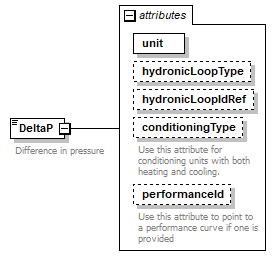 attributes
unit
hydronicLoopType
hydronicLoopIdRef
conditioningType
Use this attribute for
conditioning units with both
heating and cooling.
performanceId
Use this attribute to point to
a performance curve if one is
provided
DeltaP
Difference in pressure